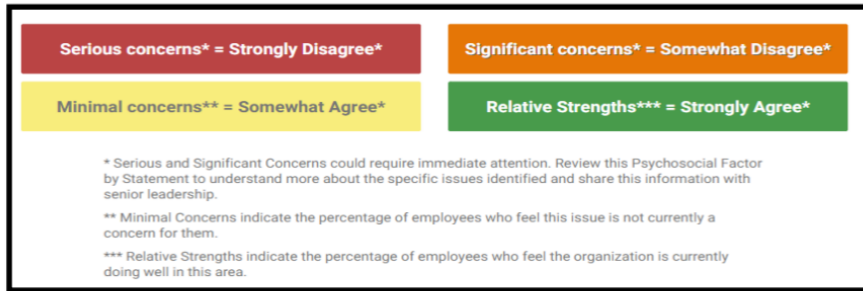 Serious concerns* = Strongly Disagree*
Significant concerns* = Somewhat Disagree*
Minimal concerns** = Somewhat Agree*
Relative Strengths*** = Strongly Agree*
* Serious and Significant Concerns could require immediate attention. Review this Psychosocial Factor
by Statement to understand more about the specific issues identified and share this information with
senior leadership.
** Minimal Concerns indicate the percentage of employees who feel this issue is not currently a
concern for them.
*** Relative Strengths indicate the percentage of employees who feel the organization is currently
doing well in this area.